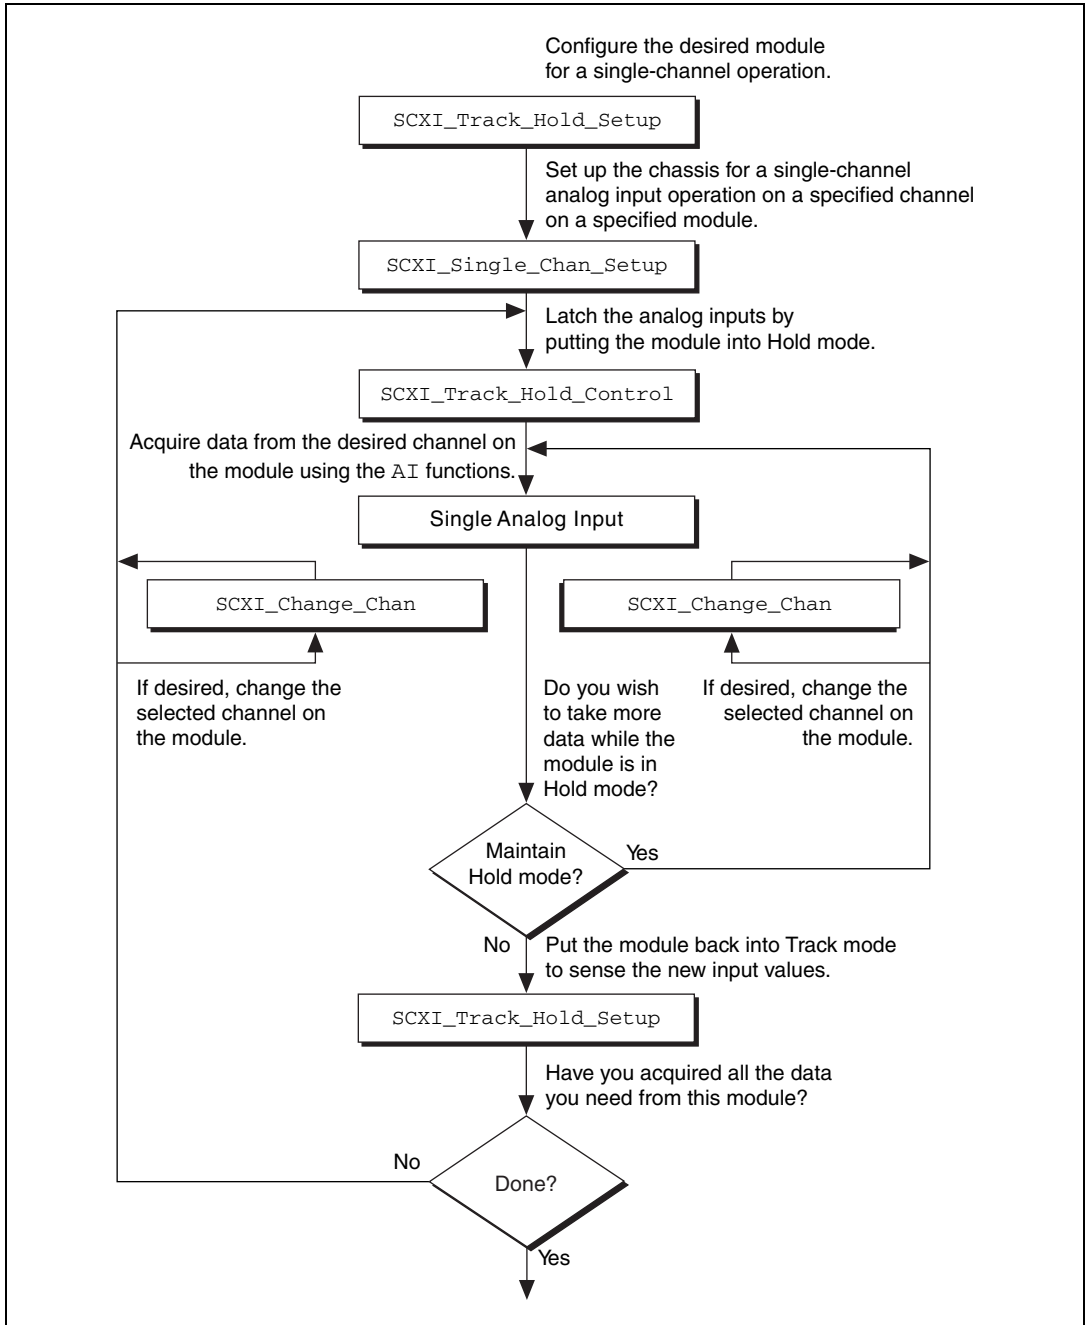 Configure the desired module
for a single-channel operation.
SCXI_Track_Hold_Setup
Set up the chassis for a single-channel
analog input operation on a specified channel
on a specified module.
SCXI_Single_Chan_Setup
Latch the analog inputs by
putting the module into Hold mode.
SCXI_Track_Hold_Control
Acquire data from the desired channel on
the module using the AI functions.
Single Analog Input
SCXI_Change_Chan
SCXI_Change_Chan
If desired, change the
selected channel on
the module.
Do you wish
to take more
data while the
module is in
Hold mode?
If desired, change the
selected channel on
the module.
Maintain
Hold mode?
Yes
No
Put the module back into Track mode
to sense the new input values.
SCXI_Track_Hold_Setup
Have you acquired all the data
you need from this module?
No
Done?
Yes